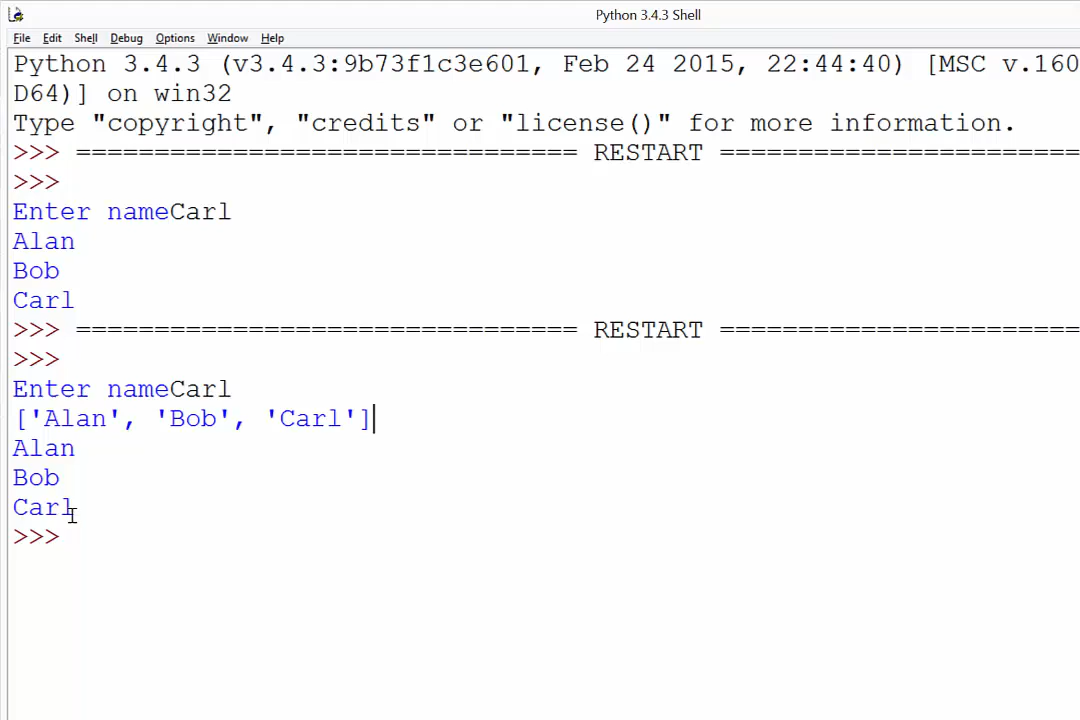 Python 3.4.3 Shell
File Edit Shell Debug Options Window Help
Python 3.4.3 (v3.4.3:9b73f1c3e601, Feb 24 2015, 22:44:40) [MSC v.160
D64)] on win32
Type "copyright", "credits" or "license()" for more information.
>>> ================================ RESTART =======================
>>>
Enter nameCarl
Alan
Bob
Carl
>>> ================================ RESTART =======================
>>>
Enter nameCarl
['Alan', 'Bob', 'Carl']
Alan
Bob
Carl
>>>